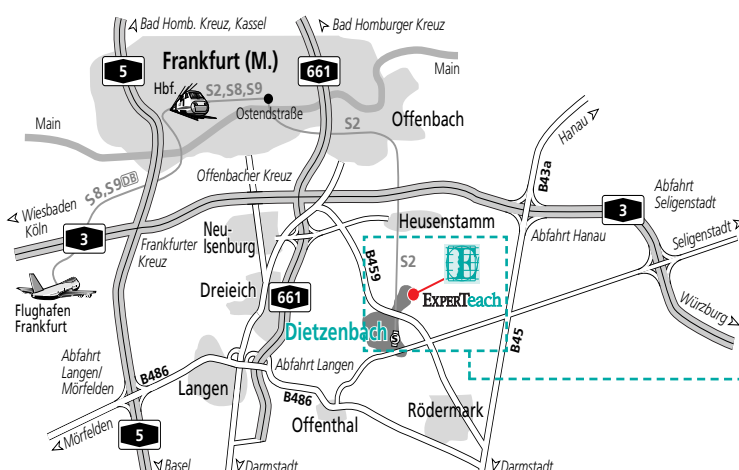 Bad Homb. Kreuz, Kassel
Bad Homburger Kreuz
5
Frankfurt (M.)
661
Hbf.
S2,S8,S9
Main
Ostendstraße
Offenbach
Main
S2
Hanau
S8,S9 DB
Offenbacher Kreuz
B43a
Abfahrt
Seligenstadt
Wiesbaden
Köln
3
3
Neu-
Isenburg
Heusenstamm
Abfahrt Hanau
Seligenstadt
Frankfurter
Kreuz
B459
S2
E
Dreieich
661
EXPERTeach
Flughafen
Frankfurt
Würzburg
Dietzenbach
S
B45
Abfahrt
Langen/
Mörfelden
B486
Abfahrt Langen
Langen
B486
Rödermark
Offenthal
Mörfelden
5
Basel
Darmstadt
Darmstadt